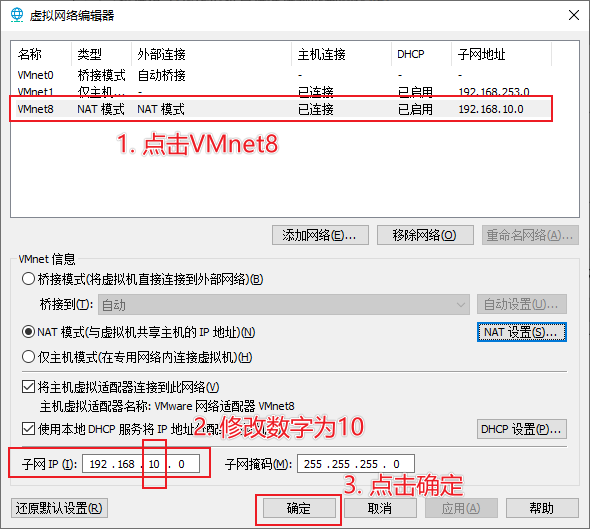 虚拟网络编辑器
名称 类型 外部连接 主机连接 DHCP 子网地址
VMnet0 桥接模式 自动桥接 - - -
VMnet1 仅主机... - 已连接 已启用 192.168.253.0
VMnet8 NAT 模式 NAT 模式 已连接 已启用 192.168.10.0
1. 点击VMnet8
添加网络(E)... 移除网络(O) 重命名网络(A)...
VMnet 信息
桥接模式(将虚拟机直接连接到外部网络)(B)
桥接到(T): 自动 自动设置(U)...
NAT 模式(与虚拟机共享主机的 IP 地址)(N) NAT 设置(S)...
仅主机模式(在专用网络内连接虚拟机)(H)
将主机虚拟适配器连接到此网络(V)
主机虚拟适配器名称: VMware 网络适配器 VMnet8
使用本地 DHCP 服务将 IP 地址 DHCP 设置(P)...
2. 修改数字为10
子网 IP (I): 192 . 168 . 10 . 0 子网掩码(M): 255 . 255 . 255 . 0
3. 点击确定
还原默认设置(R) 确定 取消 应用(A) 帮助